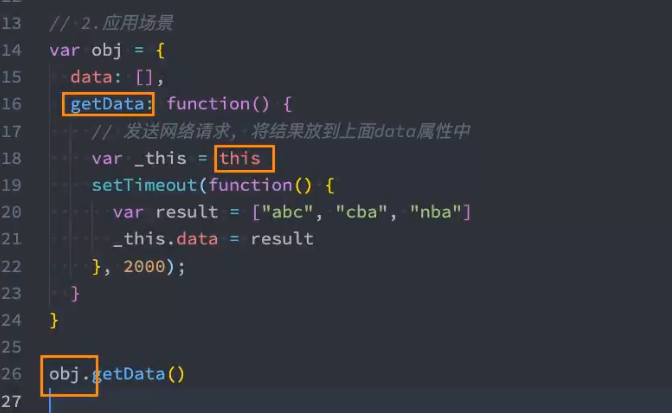 13 // 2.应用场景
14 var obj = {
15 data: [],
16 getData: function() {
17 // 发送网络请求, 将结果放到上面data属性中
18 var _this = this
19 setTimeout(function() {
20 var result = ["abc", "cba", "nba"]
21 _this.data = result
22 }, 2000);
23 }
24 }
25
26 obj.getData()
27